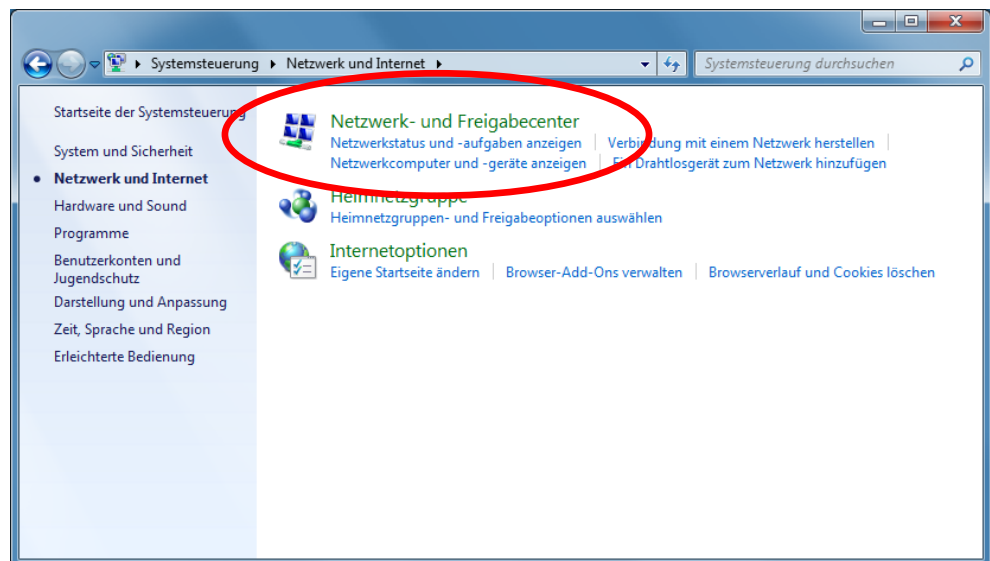 Systemsteuerung Netzwerk und Internet Systemsteuerung durchsuchen
Startseite der Systemsteuerung
System und Sicherheit
Netzwerk und Internet
Hardware und Sound
Programme
Benutzerkonten und
Jugendschutz
Darstellung und Anpassung
Zeit, Sprache und Region
Erleichterte Bedienung
Netzwerk- und Freigabecenter
Netzwerkstatus und -aufgaben anzeigen Verbindung mit einem Netzwerk herstellen
Netzwerkcomputer und -geräte anzeigen Ein Drahtlosgerät zum Netzwerk hinzufügen
Heimnetzgruppe
Heimnetzgruppen- und Freigabeoptionen auswählen
Internetoptionen
Eigene Startseite ändern Browser-Add-Ons verwalten Browserverlauf und Cookies löschen